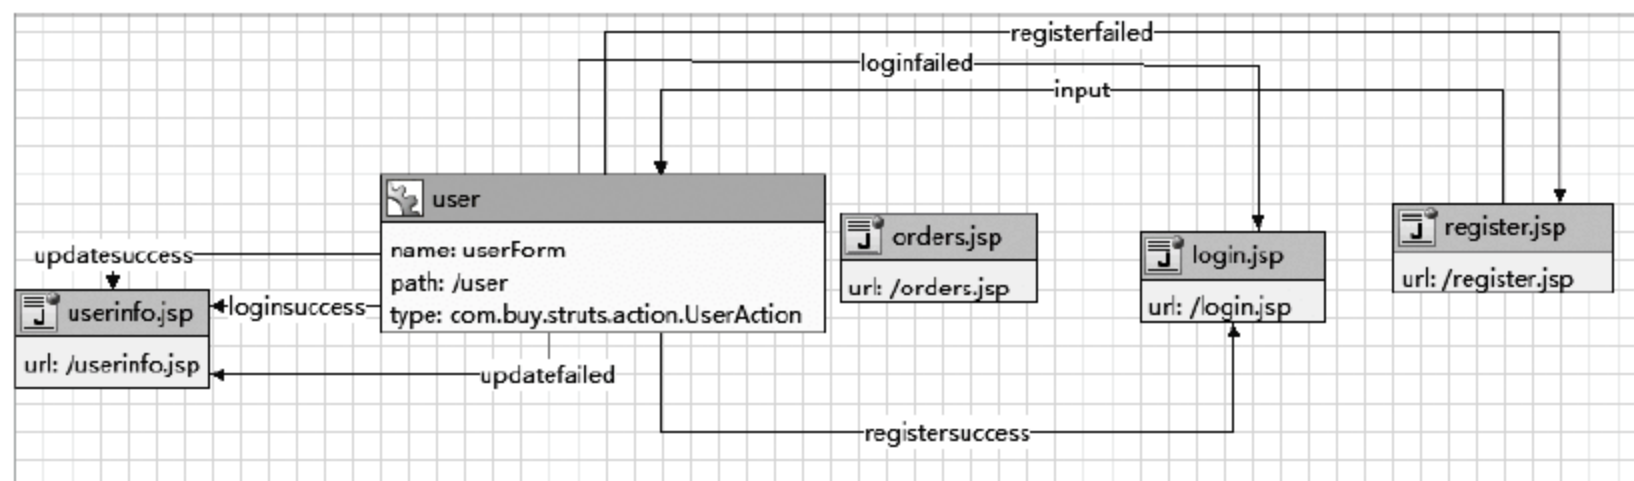 registerfailed
loginfailed
input
user
name: userForm
path: /user
type: com.buy.struts.action.UserAction
orders.jsp
url: /orders.jsp
login.jsp
url: /login.jsp
register.jsp
url: /register.jsp
updatesuccess
loginsuccess
userinfo.jsp
url: /userinfo.jsp
updatefailed
registersuccess